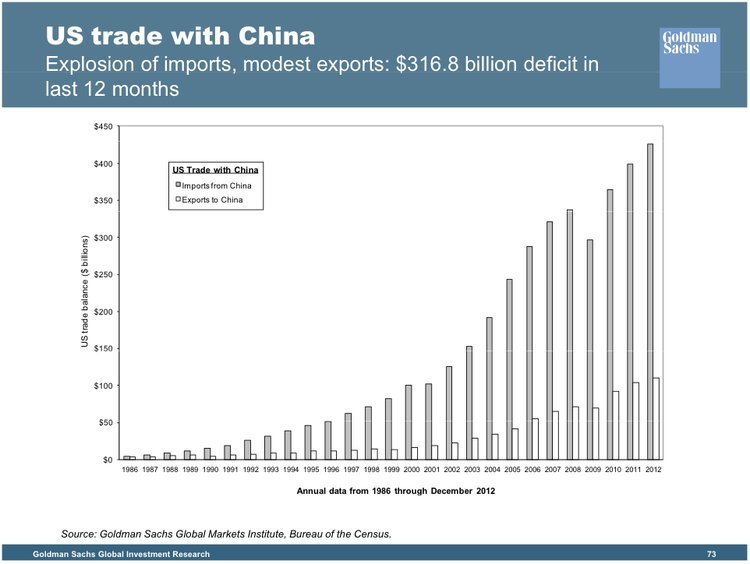 US trade with China
Explosion of imports, modest exports: $316.8 billion deficit in
last 12 months
Goldman
Sachs
$450
$400
$350
$300
$250
$200
$150
$100
$50
$0
US trade balance ($ billions)
US Trade with China
Imports from China
Exports to China
1986 1987 1988 1989 1990 1991 1992 1993 1994 1995 1996 1997 1998 1999 2000 2001 2002 2003 2004 2005 2006 2007 2008 2009 2010 2011 2012
Annual data from 1986 through December 2012
Source: Goldman Sachs Global Markets Institute, Bureau of the Census.
Goldman Sachs Global Investment Research 73